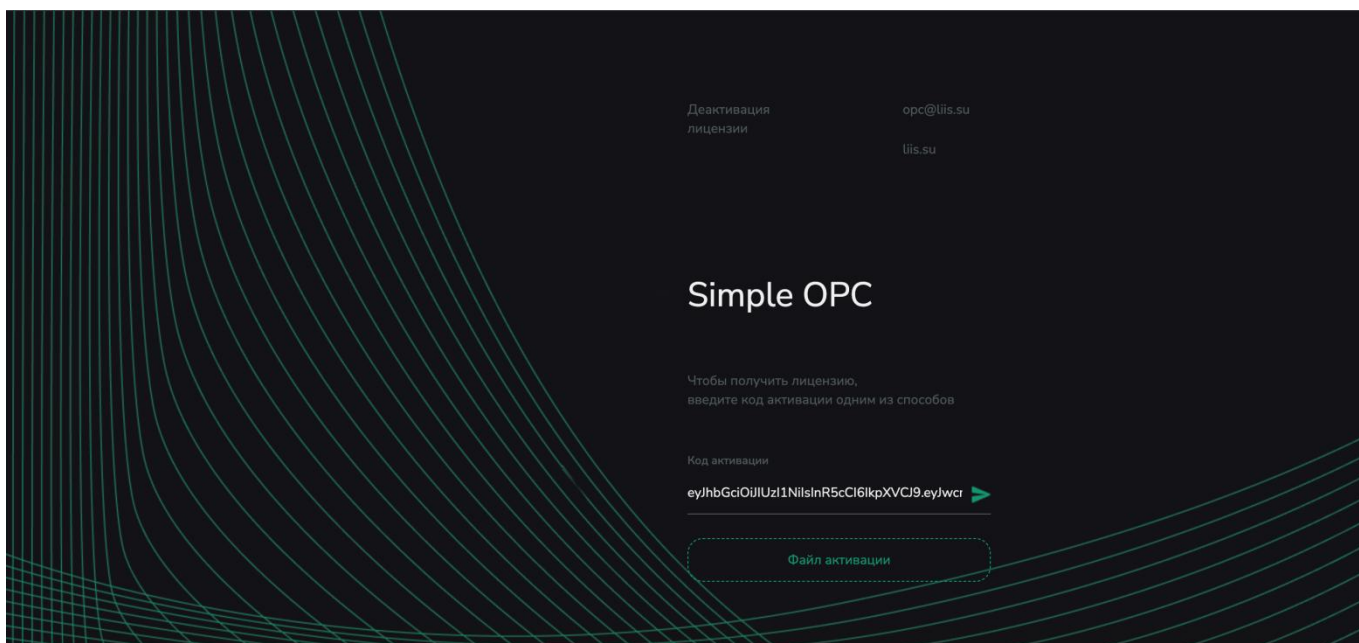 Деактивация
лицензии
opc@liis.su
liis.su
Simple OPC
Чтобы получить лицензию,
введите код активации одним из способов
Код активации
eyJhbGciOiJIUzI1NiIsInR5cCI6IkpXVCJ9.eyJwcr
Файл активации